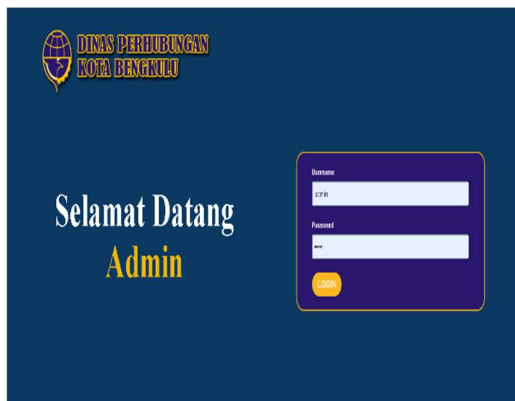 DINAS PERHUBUNGAN
KOTA BENGKULU
Selamat Datang
Admin
Username
admin
Password
LOGIN